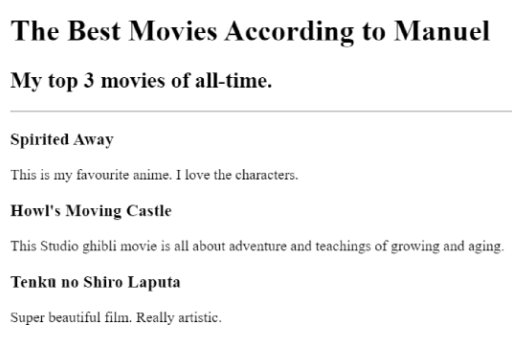 The Best Movies According to Manuel
My top 3 movies of all-time.
Spirited Away
This is my favourite anime. I love the characters.
Howl's Moving Castle
This Studio ghibli movie is all about adventure and teachings of growing and aging.
Tenkū no Shiro Laputa
Super beautiful film. Really artistic.